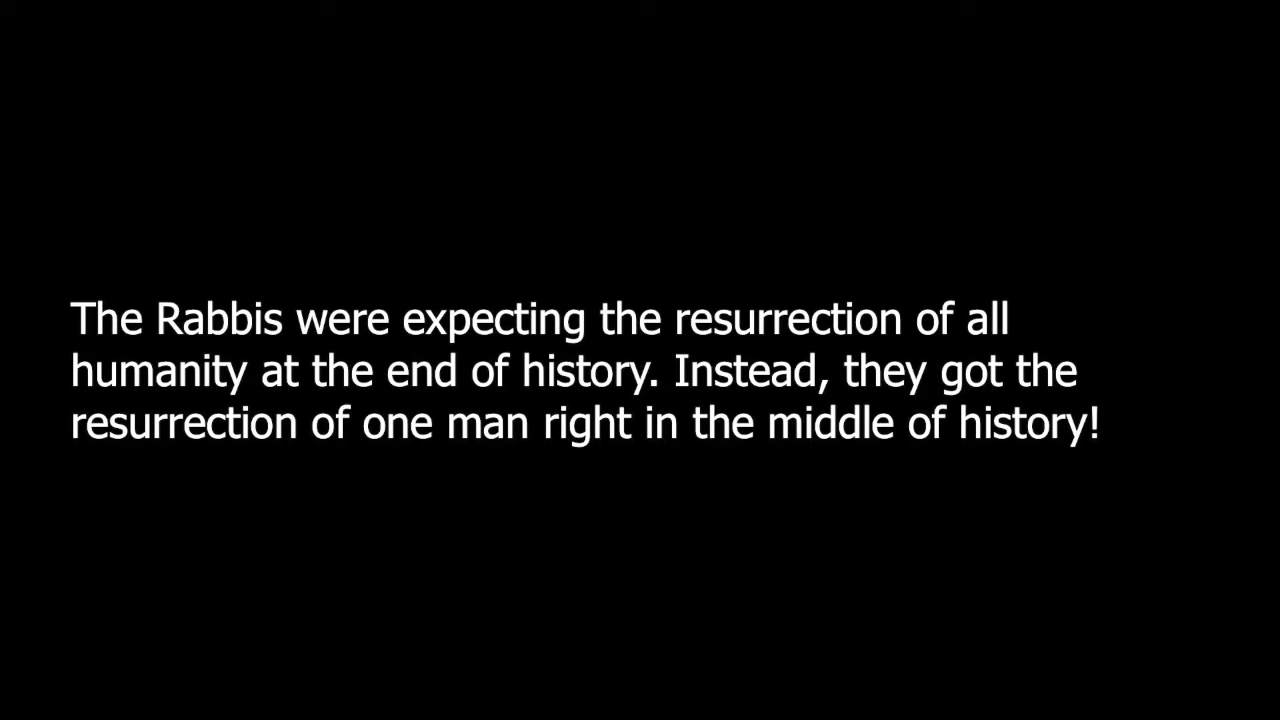 The Rabbis were expecting the resurrection of all
humanity at the end of history. Instead, they got the
resurrection of one man right in the middle of history!